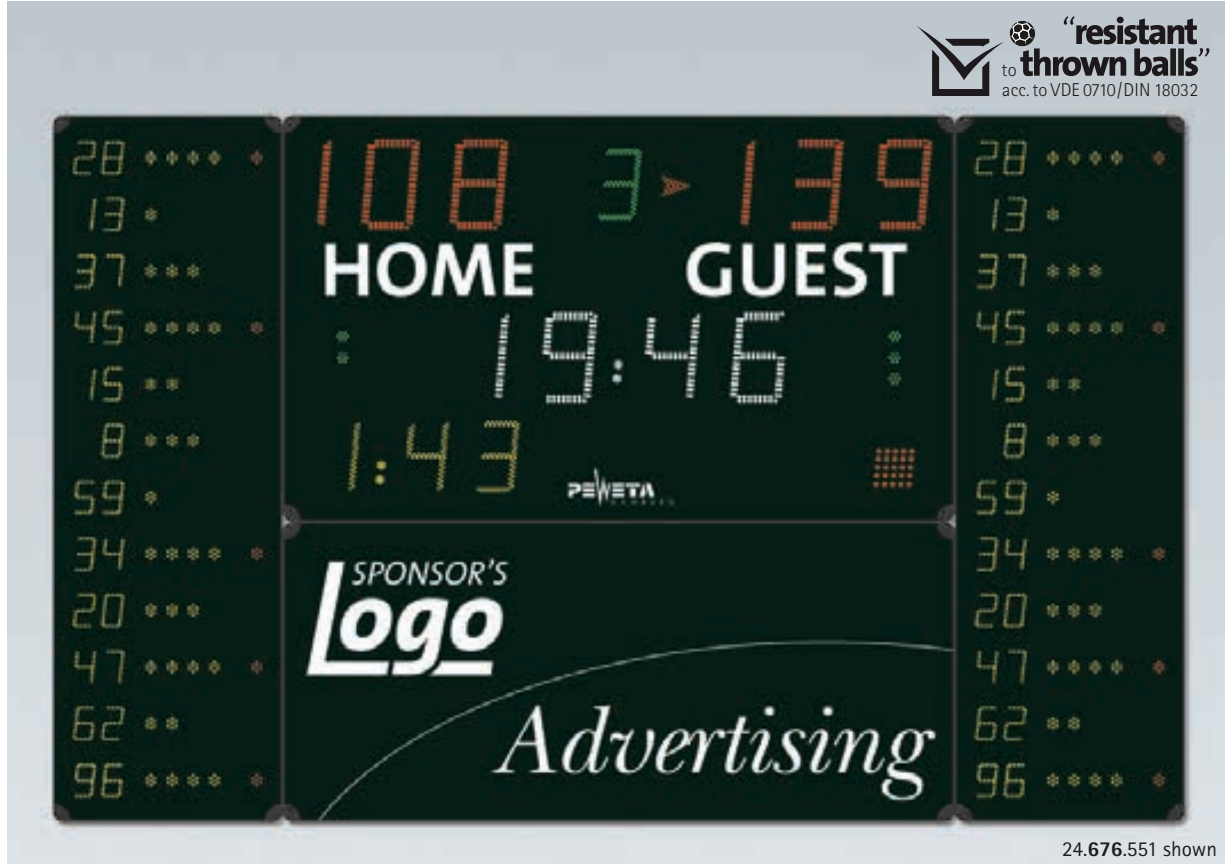 "resistant
to thrown balls"
acc. to VDE 0710/DIN 18032
28
13
37
45
15
8
59
34
20
47
62
96
108 3 139
HOME GUEST
19:46
1:43
PEWETA
SPONSOR'S
Logo
Advertising
28
13
37
45
15
8
59
34
20
47
62
96
24.676.551 shown